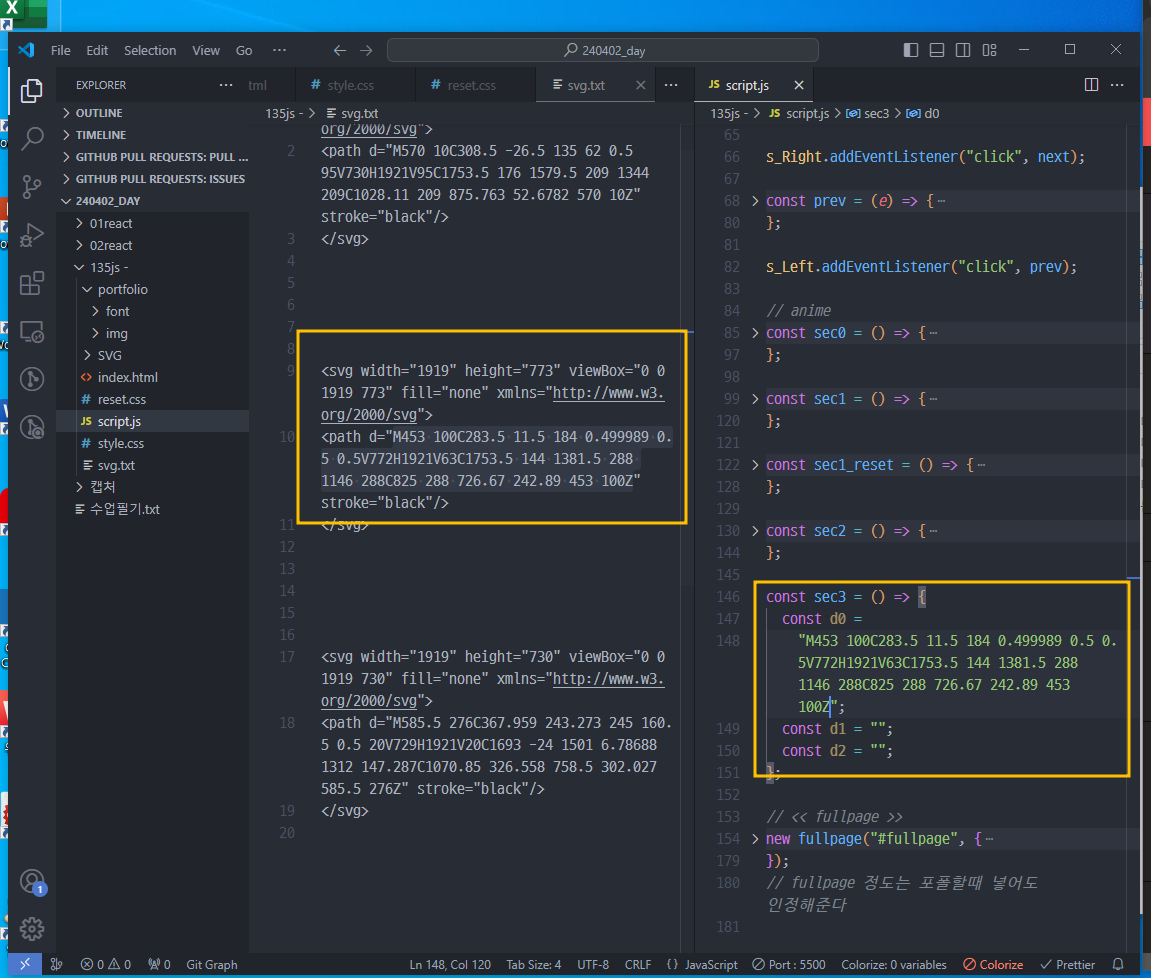 File Edit Selection View Go ··· 240402_day
EXPLORER ···
OUTLINE
TIMELINE
GITHUB PULL REQUESTS: PULL ...
GITHUB PULL REQUESTS: ISSUES
240402_DAY
01react
02react
135js -
portfolio
font
img
SVG
<> index.html
# reset.css
JS script.js
# style.css
svg.txt
캡처
수업필기.txt
1
tml # style.css # reset.css svg.txt ···
135js - > svg.txt
org/2000/svg">
2 <path d="M570 10C308.5 -26.5 135 62 0.5
95V730H1921V95C1753.5 176 1579.5 209 1344
209C1028.11 209 875.763 52.6782 570 10Z"
stroke="black"/>
3 </svg>
4
5
6
7
8
9 <svg width="1919" height="773" viewBox="0 0
1919 773" fill="none" xmlns="http://www.w3.
org/2000/svg">
10 <path d="M453 100C283.5 11.5 184 0.499989 0.
5 0.5V772H1921V63C1753.5 144 1381.5 288
1146 288C825 288 726.67 242.89 453 100Z"
stroke="black"/>
11 </svg>
12
13
14
15
16
17 <svg width="1919" height="730" viewBox="0 0
1919 730" fill="none" xmlns="http://www.w3.
org/2000/svg">
18 <path d="M585.5 276C367.959 243.273 245 160.
5 0.5 20V729H1921V20C1693 -24 1501 6.78688
1312 147.287C1070.85 326.558 758.5 302.027
585.5 276Z" stroke="black"/>
19 </svg>
20
JS script.js ···
135js - > JS script.js > sec3 > d0
65
66 s_Right.addEventListener("click", next);
67
68 const prev = (e) => {···
80 };
81
82 s_Left.addEventListener("click", prev);
83
84 // anime
85 const sec0 = () => {···
97 };
98
99 const sec1 = () => {···
120 };
121
122 const sec1_reset = () => {···
128 };
129
130 const sec2 = () => {···
144 };
145
146 const sec3 = () => {
147 const d0 =
148 "M453 100C283.5 11.5 184 0.499989 0.5 0.
5V772H1921V63C1753.5 144 1381.5 288
1146 288C825 288 726.67 242.89 453
100Z";
149 const d1 = "";
150 const d2 = "";
151 };
152
153 // << fullpage >>
154 new fullpage("#fullpage", {···
179 });
180 // fullpage 정도는 포폴할때 넣어도
인정해준다
181
0 0 0 Git Graph Ln 148, Col 120 Tab Size: 4 UTF-8 CRLF {} JavaScript Port : 5500 Colorize: 0 variables Colorize Prettier